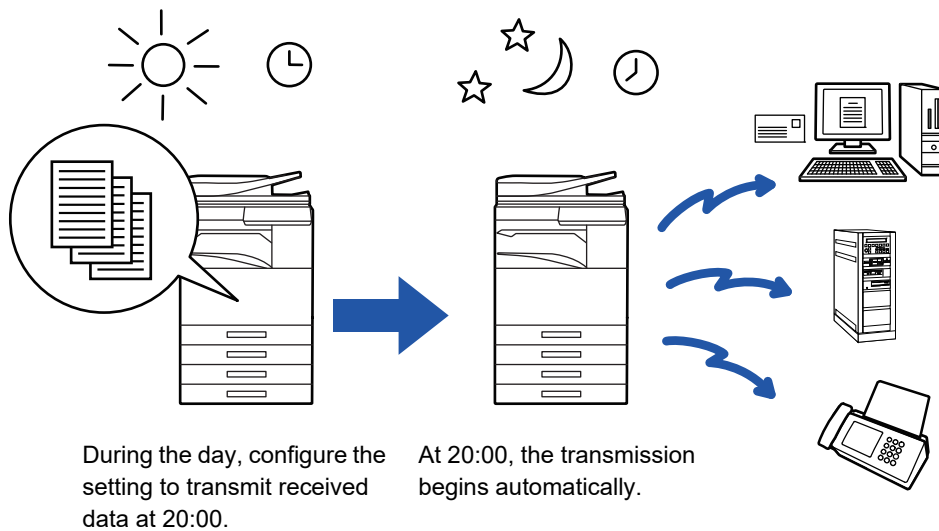 During the day, configure the
setting to transmit received
data at 20:00.
At 20:00, the transmission
begins automatically.